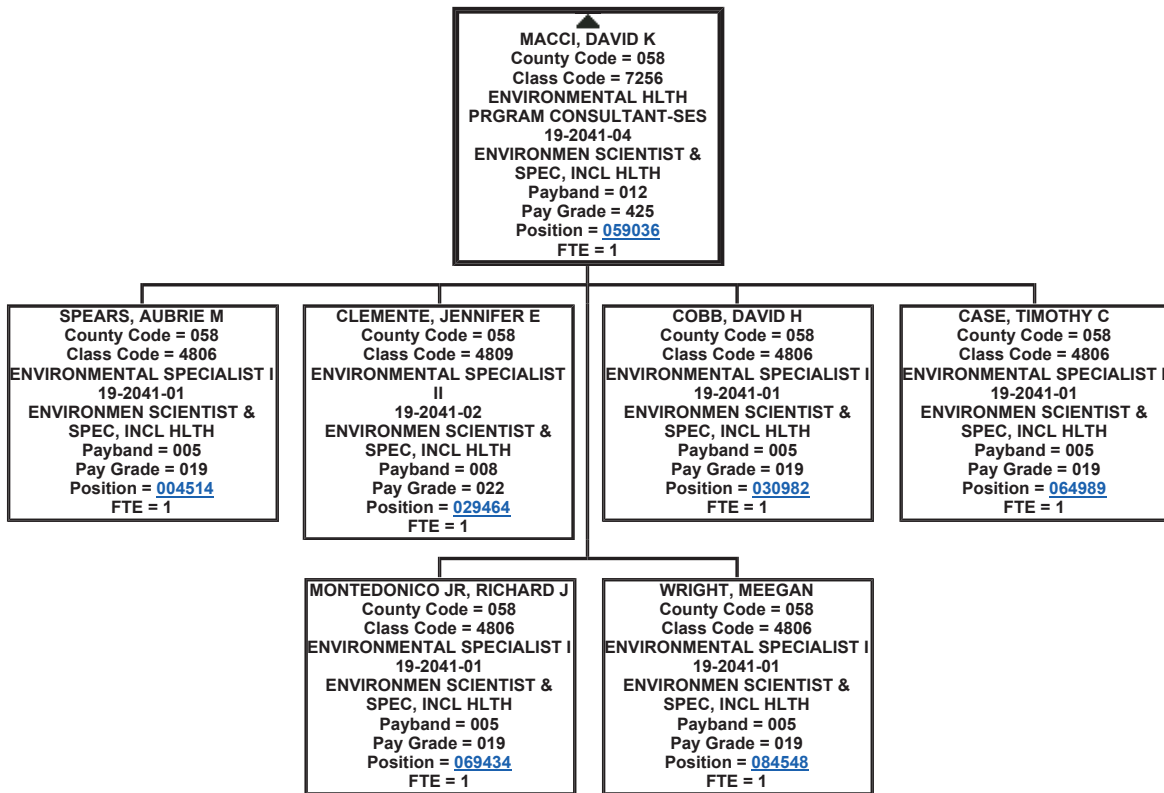 MACCI, DAVID K
County Code = 058
Class Code = 7256
ENVIRONMENTAL HLTH
PRGRAM CONSULTANT-SES
19-2041-04
ENVIRONMEN SCIENTIST &
SPEC, INCL HLTH
Payband = 012
Pay Grade = 425
Position = 059036
FTE = 1
SPEARS, AUBRIE M
County Code = 058
Class Code = 4806
ENVIRONMENTAL SPECIALIST I
19-2041-01
ENVIRONMEN SCIENTIST &
SPEC, INCL HLTH
Payband = 005
Pay Grade = 019
Position = 004514
FTE = 1
CLEMENTE, JENNIFER E
County Code = 058
Class Code = 4809
ENVIRONMENTAL SPECIALIST
II
19-2041-02
ENVIRONMEN SCIENTIST &
SPEC, INCL HLTH
Payband = 008
Pay Grade = 022
Position = 029464
FTE = 1
COBB, DAVID H
County Code = 058
Class Code = 4806
ENVIRONMENTAL SPECIALIST I
19-2041-01
ENVIRONMEN SCIENTIST &
SPEC, INCL HLTH
Payband = 005
Pay Grade = 019
Position = 030982
FTE = 1
CASE, TIMOTHY C
County Code = 058
Class Code = 4806
ENVIRONMENTAL SPECIALIST I
19-2041-01
ENVIRONMEN SCIENTIST &
SPEC, INCL HLTH
Payband = 005
Pay Grade = 019
Position = 064989
FTE = 1
MONTEDONICO JR, RICHARD J
County Code = 058
Class Code = 4806
ENVIRONMENTAL SPECIALIST I
19-2041-01
ENVIRONMEN SCIENTIST &
SPEC, INCL HLTH
Payband = 005
Pay Grade = 019
Position = 069434
FTE = 1
WRIGHT, MEEGAN
County Code = 058
Class Code = 4806
ENVIRONMENTAL SPECIALIST I
19-2041-01
ENVIRONMEN SCIENTIST &
SPEC, INCL HLTH
Payband = 005
Pay Grade = 019
Position = 084548
FTE = 1